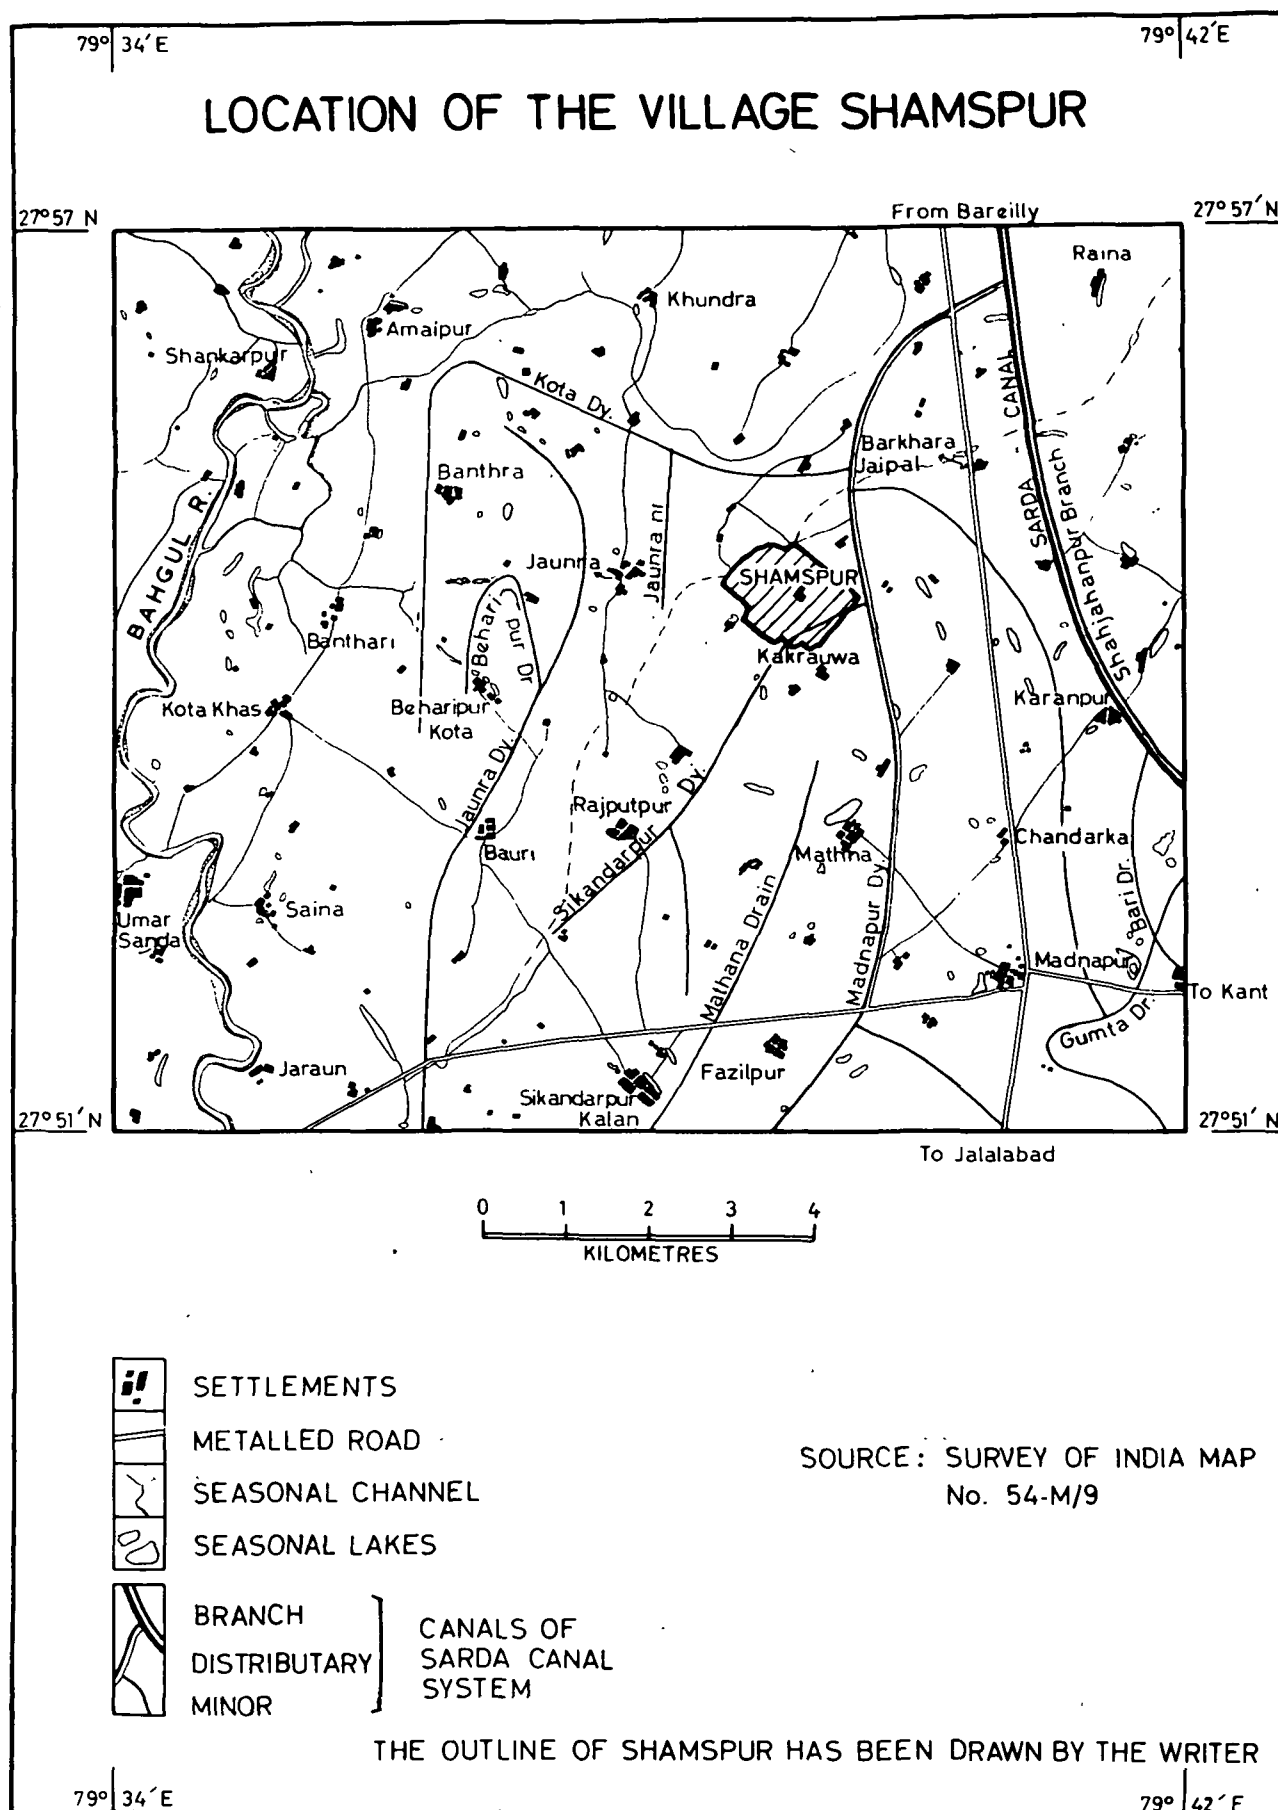 79° 34′ E
79° 42′ E
LOCATION OF THE VILLAGE SHAMSPUR
From Bareilly
27° 57 N
27° 57′ N
Raina
Khundra
Amaipur
Shankarpur
Kota Dy.
SARDA CANAL
Shahjahanpur Branch
Barkhara
Jaipal
Banthra
BAHGUL R.
Jaunra
Jaunra ni
SHAMSPUR
Behari
pur Dr
Banthari
Kakrauwa
Kota Khas
Beharipur
Kota
Karanpur
Jaunra Dy.
Rajputpur
Sikandarpur Dy.
Bauri
Mathna
Chandarka
Umar
Sanda
Saina
Mathana Drain
Madnapur Dy.
Bari Dr.
Madnapur
To Kant
Gumta Dr.
Jaraun
Fazilpur
Sikandarpur
Kalan
27° 51′ N
27° 51′ N
To Jalalabad
0 1 2 3 4
KILOMETRES
SETTLEMENTS
METALLED ROAD
SEASONAL CHANNEL
SEASONAL LAKES
SOURCE: SURVEY OF INDIA MAP
No. 54-M/9
BRANCH
DISTRIBUTARY
MINOR
CANALS OF
SARDA CANAL
SYSTEM
THE OUTLINE OF SHAMSPUR HAS BEEN DRAWN BY THE WRITER
79° 34′ E
79° 42′ E